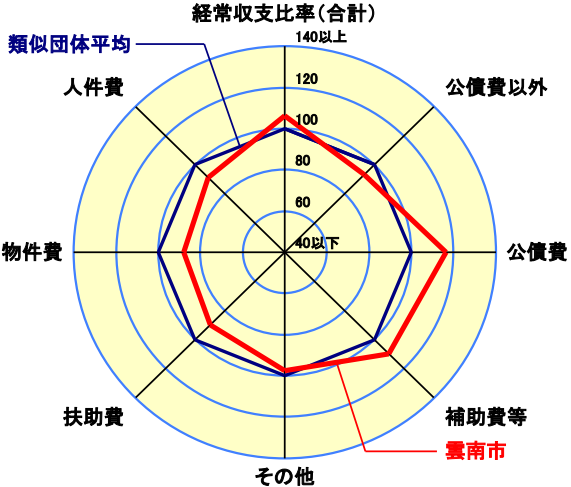 経常収支比率（合計）
類似団体平均
140以上
人件費
120
公債費以外
100
80
60
物件費
40以下
公債費
扶助費
補助費等
雲南市
その他